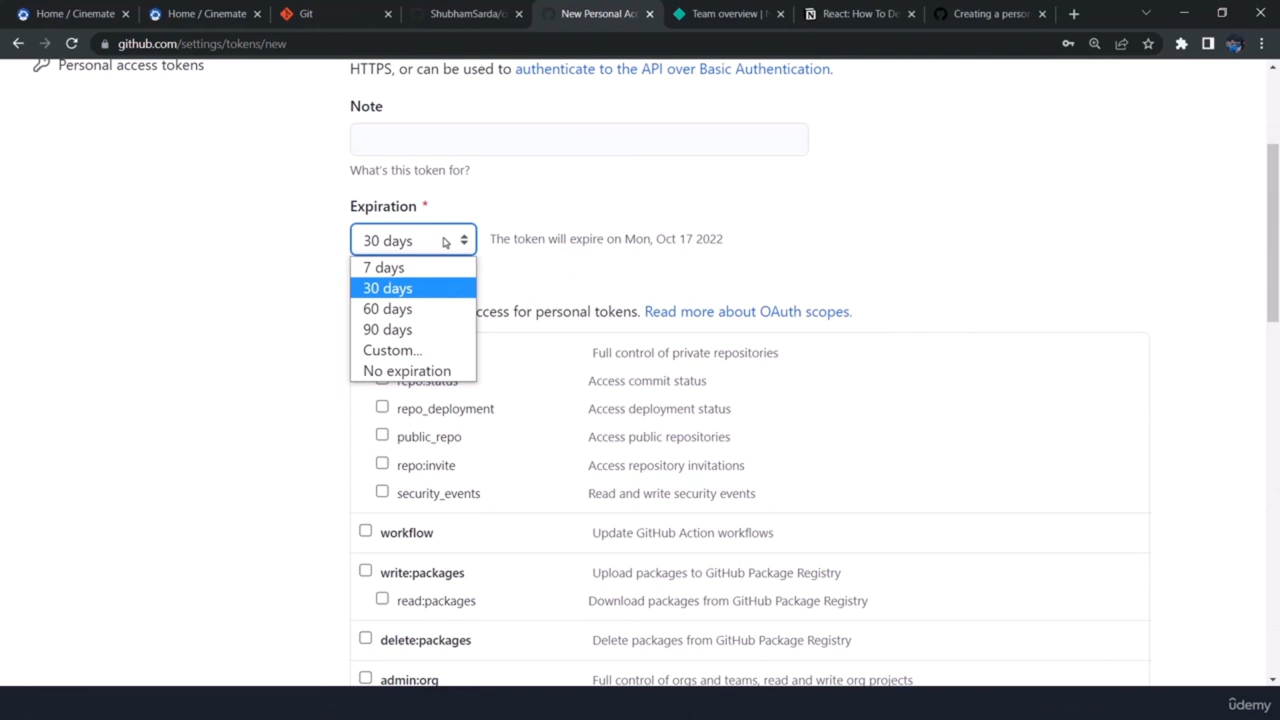 Home / Cinemate
Home / Cinemate
Git
ShubhamSarda/c
New Personal Acc
Team overview |
React: How To De
Creating a person
github.com/settings/tokens/new
Personal access tokens
HTTPS, or can be used to authenticate to the API over Basic Authentication.
Note
What's this token for?
Expiration *
30 days
The token will expire on Mon, Oct 17 2022
7 days
30 days
60 days
90 days
Custom...
No expiration
ccess for personal tokens. Read more about OAuth scopes.
Full control of private repositories
repo:status Access commit status
repo_deployment Access deployment status
public_repo Access public repositories
repo:invite Access repository invitations
security_events Read and write security events
workflow Update GitHub Action workflows
write:packages Upload packages to GitHub Package Registry
read:packages Download packages from GitHub Package Registry
delete:packages Delete packages from GitHub Package Registry
admin:org Full control of orgs and teams, read and write org projects
ûdemy